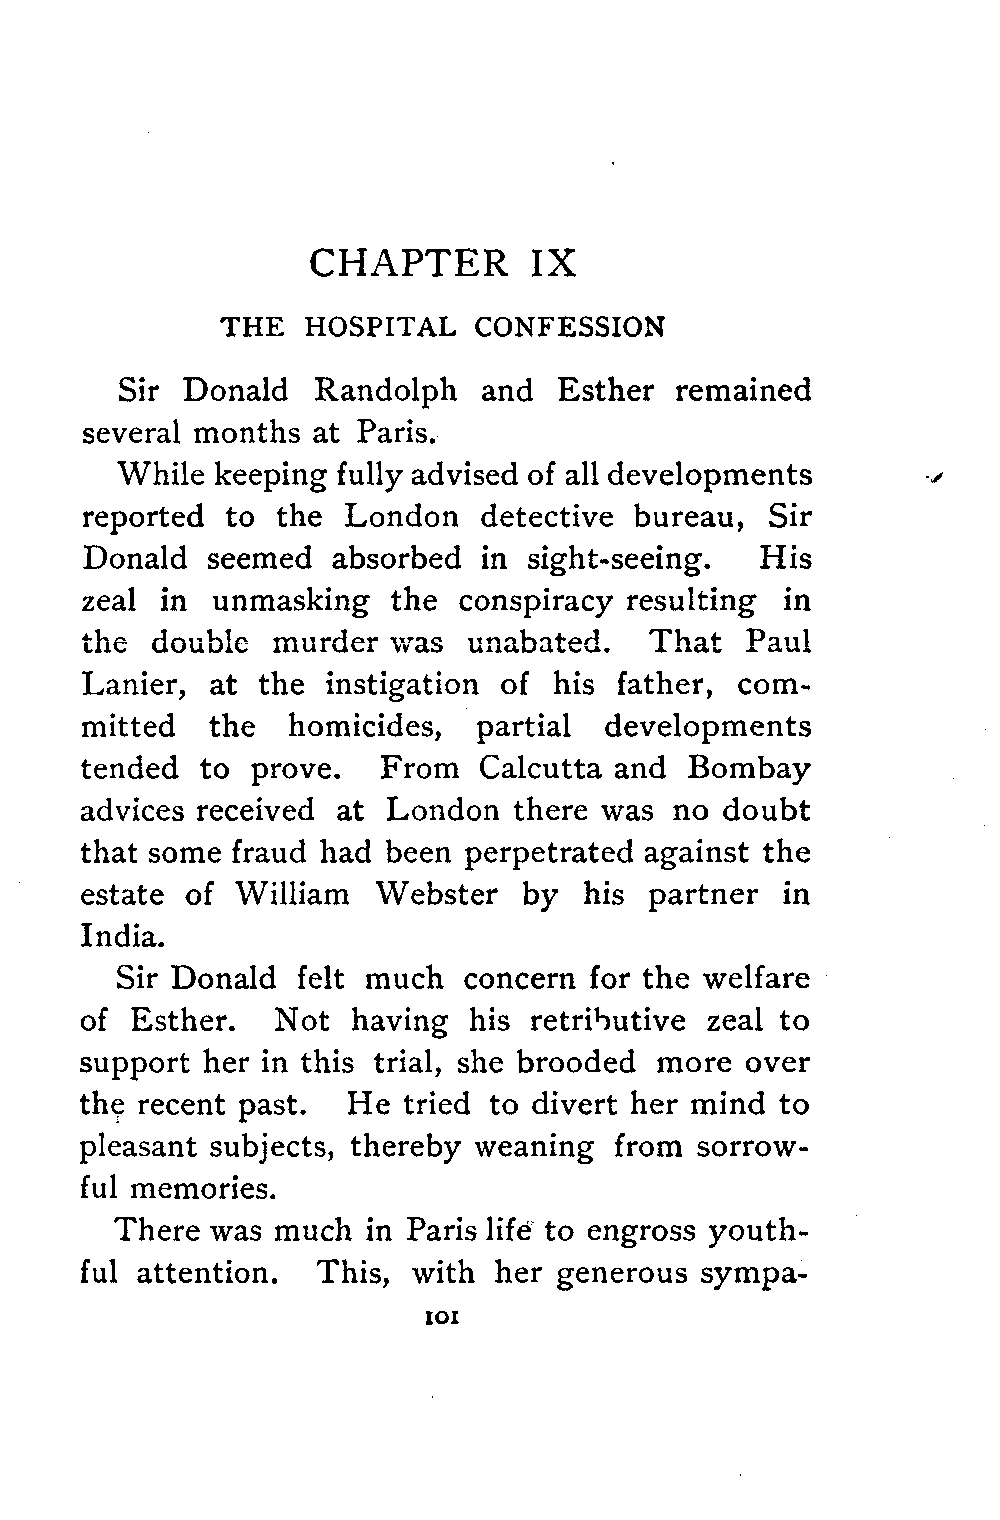 CHAPTER IX
THE HOSPITAL CONFESSION
Sir Donald Randolph and Esther remained
several months at Paris.
While keeping fully advised of all developments
reported to the London detective bureau, Sir
Donald seemed absorbed in sight-seeing. His
zeal in unmasking the conspiracy resulting in
the double murder was unabated. That Paul
Lanier, at the instigation of his father, com-
mitted the homicides, partial developments
tended to prove. From Calcutta and Bombay
advices received at London there was no doubt
that some fraud had been perpetrated against the
estate of William Webster by his partner in
India.
Sir Donald felt much concern for the welfare
of Esther. Not having his retributive zeal to
support her in this trial, she brooded more over
the recent past. He tried to divert her mind to
pleasant subjects, thereby weaning from sorrow-
ful memories.
There was much in Paris life to engross youth-
ful attention. This, with her generous sympa-
101